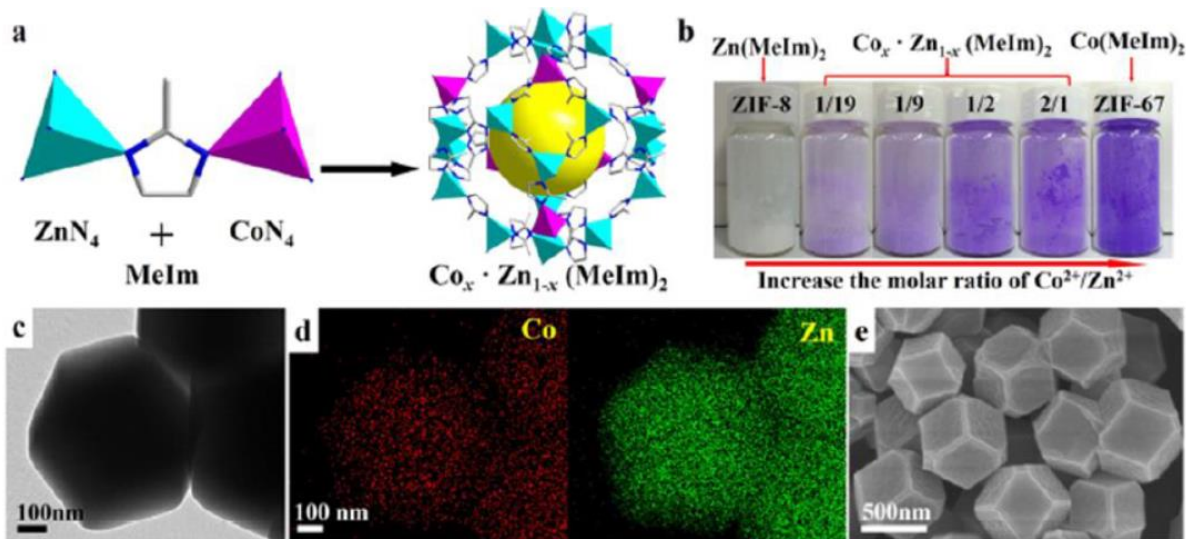 a
ZnN₄ + CoN₄
MeIm
Coₓ · Zn₁₋ₓ (MeIm)₂
b
Zn(MeIm)₂ Coₓ · Zn₁₋ₓ (MeIm)₂ Co(MeIm)₂
ZIF-8 1/19 1/9 1/2 2/1 ZIF-67
Increase the molar ratio of Co²⁺/Zn²⁺
c
100nm
d
Co
100 nm
Zn
e
500nm